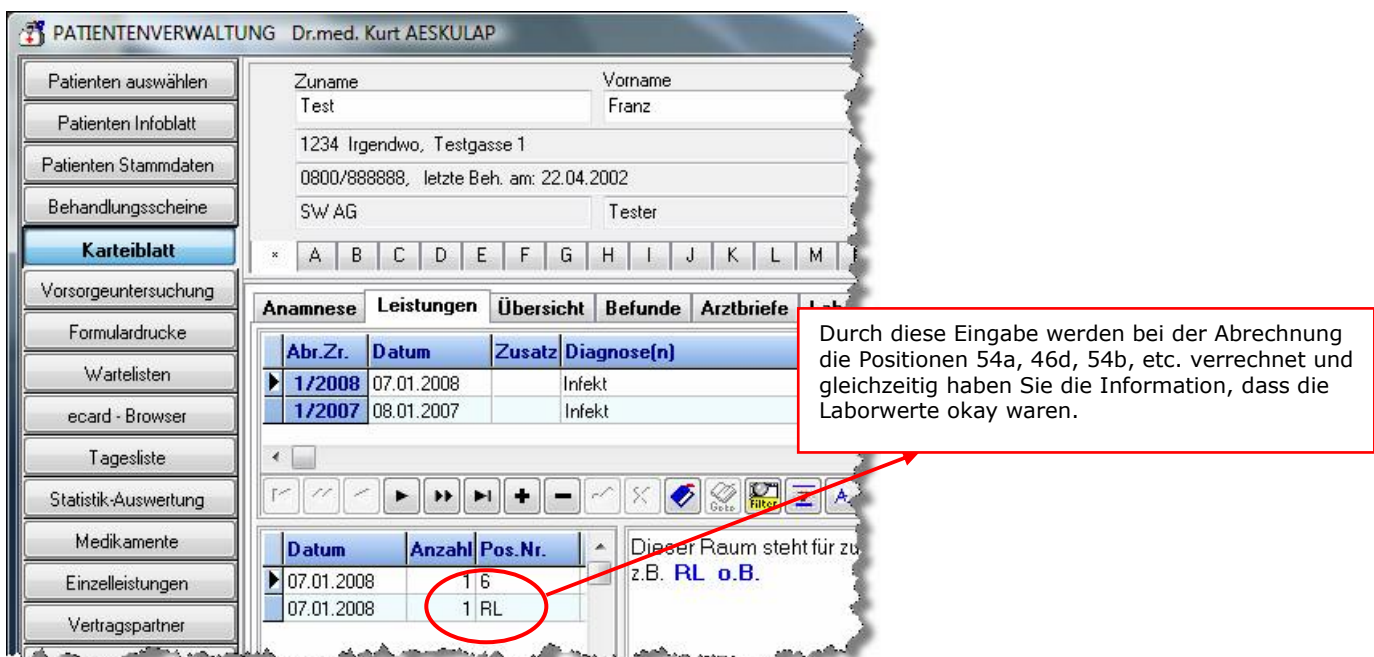 PATIENTENVERWALTUNG Dr.med. Kurt AESKULAP
Patienten auswählen
Patienten Infoblatt
Patienten Stammdaten
Behandlungsscheine
Karteiblatt
Vorsorgeuntersuchung
Formulardrucke
Wartelisten
ecard - Browser
Tagesliste
Statistik-Auswertung
Medikamente
Einzelleistungen
Vertragspartner
Zuname Vorname
Test Franz
1234 Irgendwo, Testgasse 1
0800/888888, letzte Beh. am: 22.04.2002
SW AG Tester
* A B C D E F G H I J K L M
Anamnese Leistungen Übersicht Befunde Arztbriefe
Abr.Zr. Datum Zusatz Diagnose(n)
1/2008 07.01.2008 Infekt
1/2007 08.01.2007 Infekt
Goto Filter A
Datum Anzahl Pos.Nr.
07.01.2008 1 6
07.01.2008 1 RL
Dieser Raum steht für zu
z.B. RL o.B.
Durch diese Eingabe werden bei der Abrechnung
die Positionen 54a, 46d, 54b, etc. verrechnet und
gleichzeitig haben Sie die Information, dass die
Laborwerte okay waren.